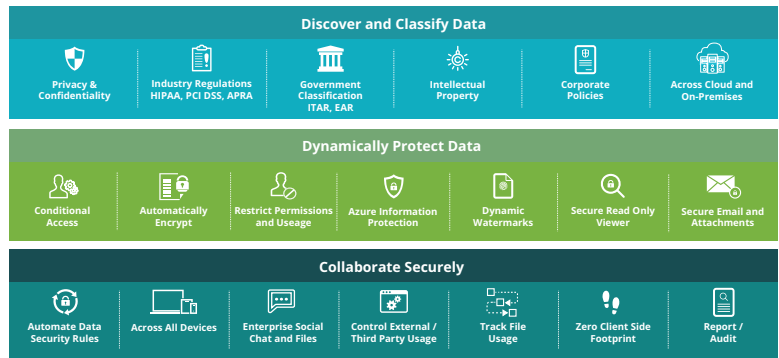 Discover and Classify Data
Privacy &
Confidentiality
Industry Regulations
HIPAA, PCI DSS, APRA
Government
Classification
ITAR, EAR
Intellectual
Property
Corporate
Policies
Across Cloud and
On-Premises
Dynamically Protect Data
Conditional
Access
Automatically
Encrypt
Restrict Permissions
and Useage
Azure Information
Protection
Dynamic
Watermarks
Secure Read Only
Viewer
Secure Email and
Attachments
Collaborate Securely
Automate Data
Security Rules
Across All Devices
Enterprise Social
Chat and Files
Control External /
Third Party Usage
Track File
Usage
Zero Client Side
Footprint
Report /
Audit